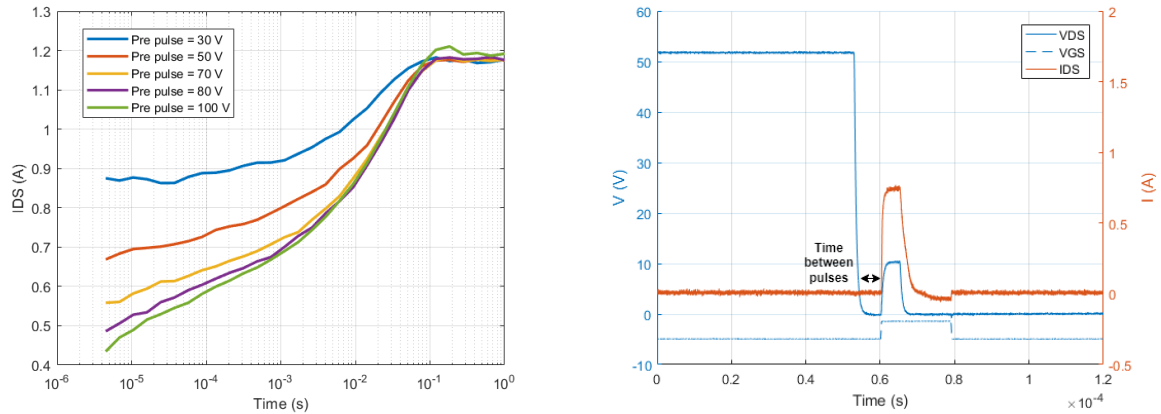 1.3
1.2
1.1
1
0.9
0.8
0.7
0.6
0.5
0.4
IDS (A)
Pre pulse = 30 V
Pre pulse = 50 V
Pre pulse = 70 V
Pre pulse = 80 V
Pre pulse = 100 V
10-6
10-5
10-4
10-3
10-2
10-1
100
Time (s)
60
50
40
30
20
10
0
-10
V (V)
VDS
VGS
IDS
Time
between
pulses
2
1.5
1
0.5
0
-0.5
I (A)
0
0.2
0.4
0.6
0.8
1
1.2
Time (s)
×10-4